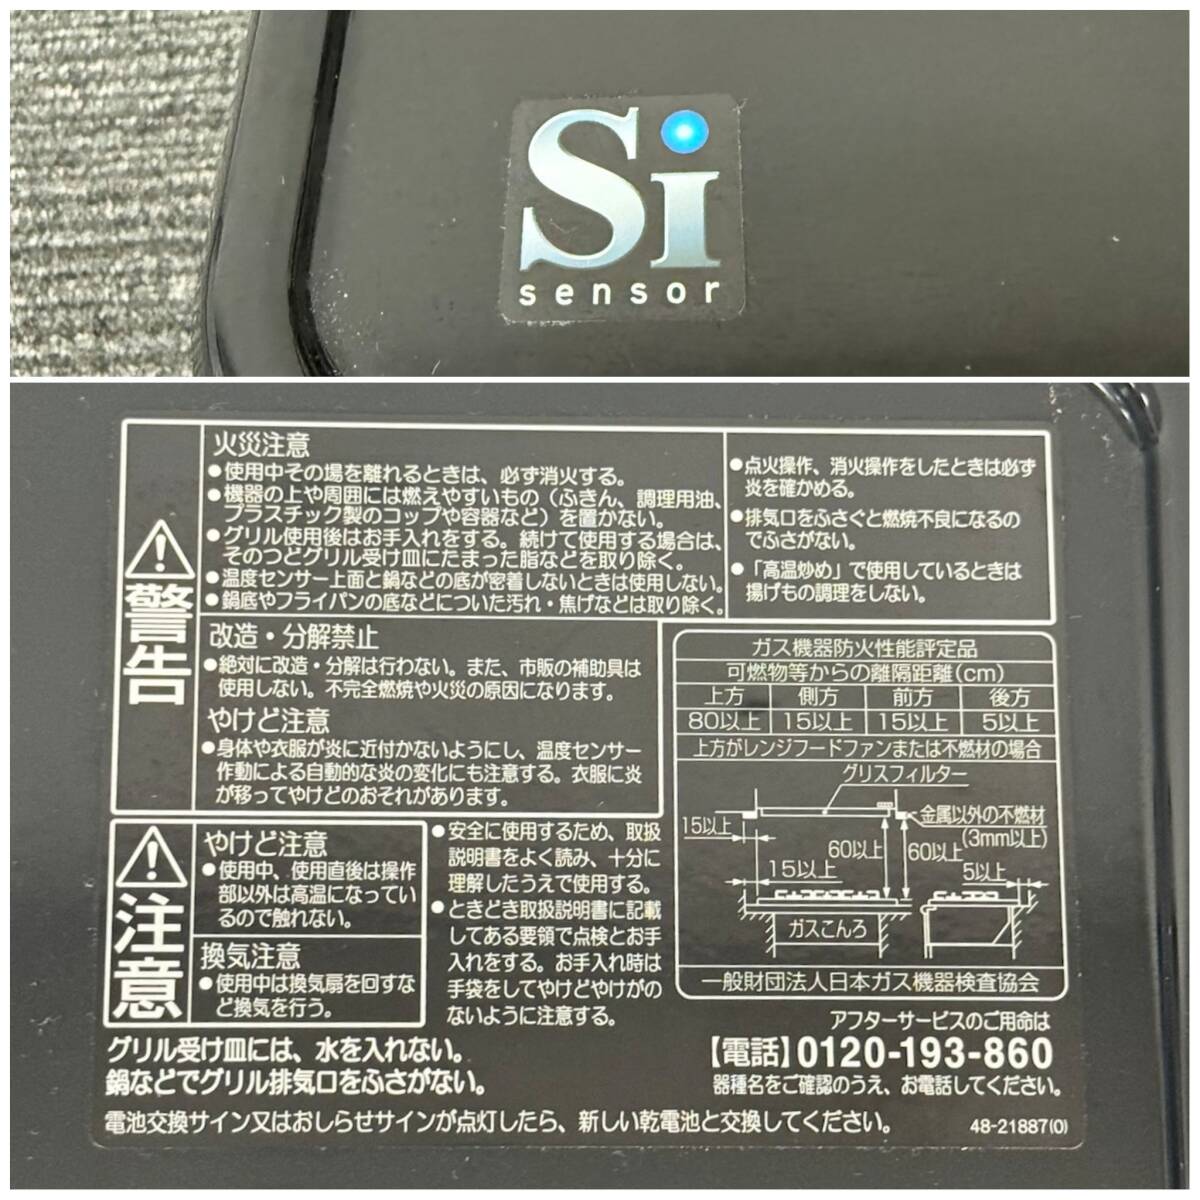 Si
sensor
警告
火災注意
●使用中その場を離れるときは、必ず消火する。
●機器の上や周囲には燃えやすいもの（ふきん、調理用油、
プラスチック製のコップや容器など）を置かない。
●グリル使用後はお手入れをする。続けて使用する場合は、
そのつどグリル受け皿にたまった脂などを取り除く。
●温度センサー上面と鍋などの底が密着しないときは使用しない。
●鍋底やフライパンの底などについた汚れ・焦げなどは取り除く。
●点火操作、消火操作をしたときは必ず
炎を確かめる。
●排気口をふさぐと燃焼不良になるの
でふさがない。
●「高温炒め」で使用しているときは
揚げもの調理をしない。
改造・分解禁止
●絶対に改造・分解は行わない。また、市販の補助具は
使用しない。不完全燃焼や火災の原因になります。
やけど注意
●身体や衣服が炎に近付かないようにし、温度センサー
作動による自動的な炎の変化にも注意する。衣服に炎
が移ってやけどのおそれがあります。
注意
やけど注意
●使用中、使用直後は操作
部以外は高温になってい
るので触れない。
換気注意
●使用中は換気扇を回すな
ど換気を行う。
●安全に使用するため、取扱
説明書をよく読み、十分に
理解したうえで使用する。
●ときどき取扱説明書に記載
してある要領で点検とお手
入れをする。お手入れ時は
手袋をしてやけどやけがの
ないように注意する。
ガス機器防火性能評定品
可燃物等からの離隔距離(cm)
上方 側方 前方 後方
80以上 15以上 15以上 5以上
上方がレンジフードファンまたは不燃材の場合
グリスフィルター
15以上
金属以外の不燃材
(3mm以上)
60以上 60以上
15以上 5以上
ガスこんろ
一般財団法人日本ガス機器検査協会
グリル受け皿には、水を入れない。
鍋などでグリル排気口をふさがない。
アフターサービスのご用命は
【電話】0120-193-860
器種名をご確認のうえ、お電話してください。
電池交換サイン又はおしらせサインが点灯したら、新しい乾電池と交換してください。
48-21887(0)